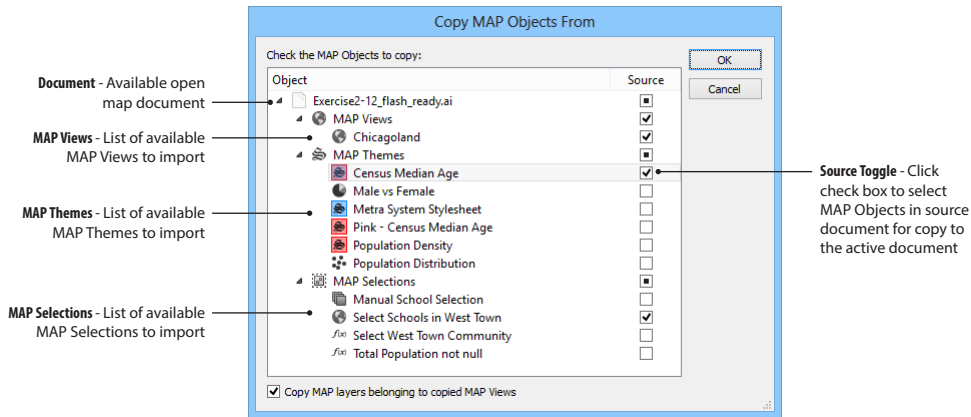 Copy MAP Objects From
Check the MAP Objects to copy:
OK
Cancel
Object Source
Exercise2-12_flash_ready.ai
MAP Views
Chicagoland
MAP Themes
Census Median Age
Male vs Female
Metra System Stylesheet
Pink - Census Median Age
Population Density
Population Distribution
MAP Selections
Manual School Selection
Select Schools in West Town
f(x) Select West Town Community
f(x) Total Population not null
Copy MAP layers belonging to copied MAP Views
Document - Available open
map document
MAP Views - List of available
MAP Views to import
MAP Themes - List of available
MAP Themes to import
MAP Selections - List of available
MAP Selections to import
Source Toggle - Click
check box to select
MAP Objects in source
document for copy to
the active document